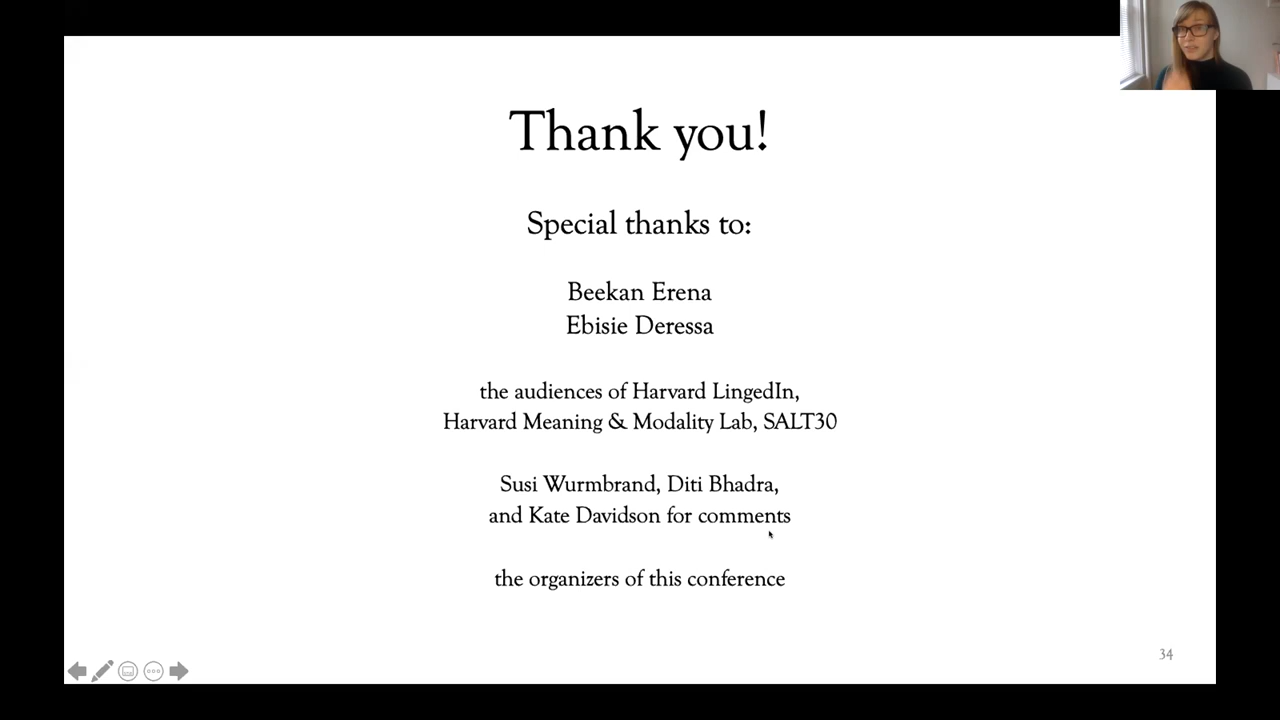 Thank you!
Special thanks to:
Beekan Erena
Ebisie Deressa
the audiences of Harvard LingedIn,
Harvard Meaning & Modality Lab, SALT30
Susi Wurmbrand, Diti Bhadra,
and Kate Davidson for comments
the organizers of this conference
34